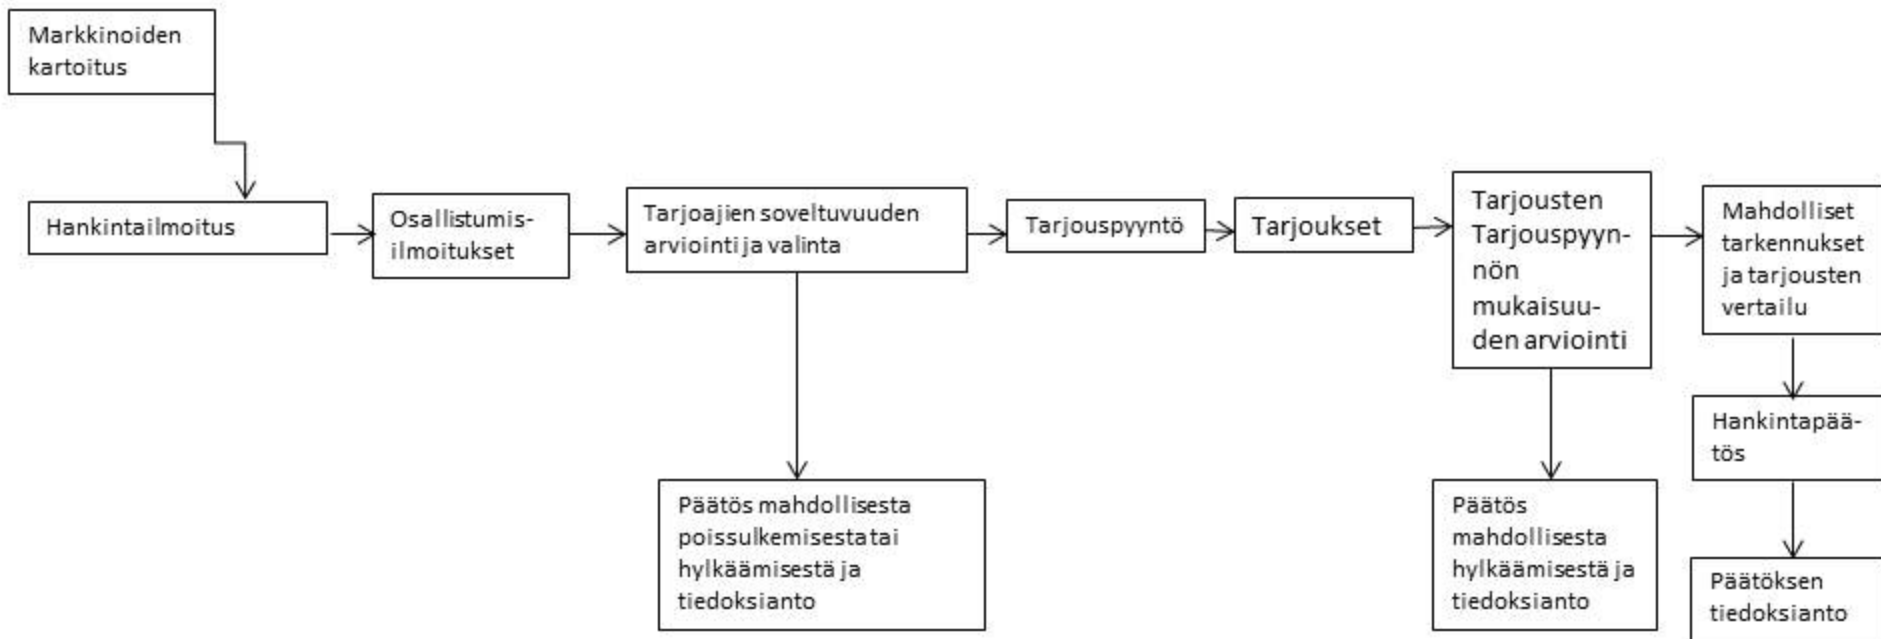 Markkinoiden
kartoitus
Hankintailmoitus
Osallistumis-
ilmoitukset
Tarjoajien soveltuvuuden
arviointi ja valinta
Tarjouspyyntö
Tarjoukset
Tarjousten
Tarjouspyyn-
nön
mukaisuu-
den arviointi
Mahdolliset
tarkennukset
ja tarjousten
vertailu
Päätös mahdollisesta
poissulkemisesta tai
hylkäämisestä ja
tiedoksianto
Päätös
mahdollisesta
hylkäämisestä ja
tiedoksianto
Hankintapää-
tös
Päätöksen
tiedoksianto